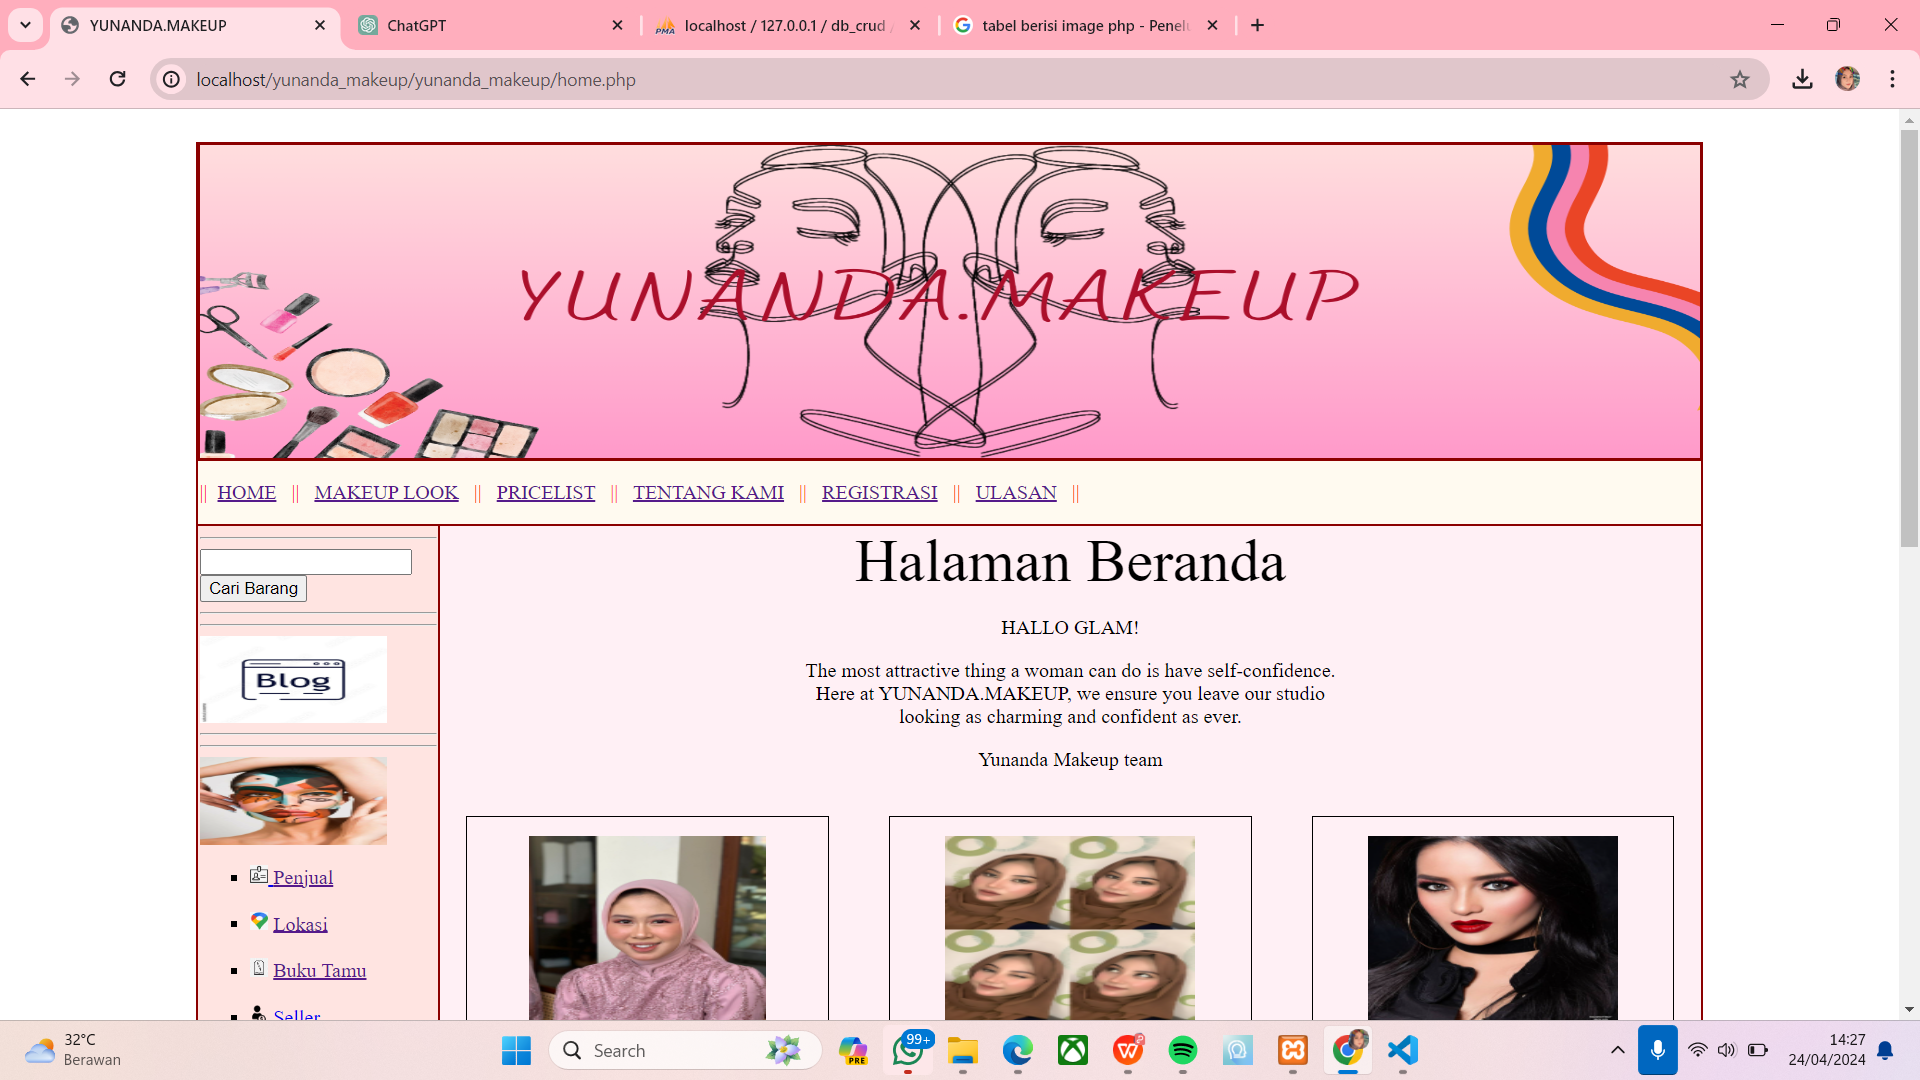 YUNANDA.MAKEUP
ChatGPT
localhost / 127.0.0.1 / db_crud /
tabel berisi image php - Penelu
localhost/yunanda_makeup/yunanda_makeup/home.php
YUNANDA.MAKEUP
|| HOME || MAKEUP LOOK || PRICELIST || TENTANG KAMI || REGISTRASI || ULASAN ||
Cari Barang
Blog
Penjual
Lokasi
Buku Tamu
Seller
Halaman Beranda
HALLO GLAM!
The most attractive thing a woman can do is have self-confidence.
Here at YUNANDA.MAKEUP, we ensure you leave our studio
looking as charming and confident as ever.
Yunanda Makeup team
32°C
Berawan
Search
PRE
99+
14:27
24/04/2024